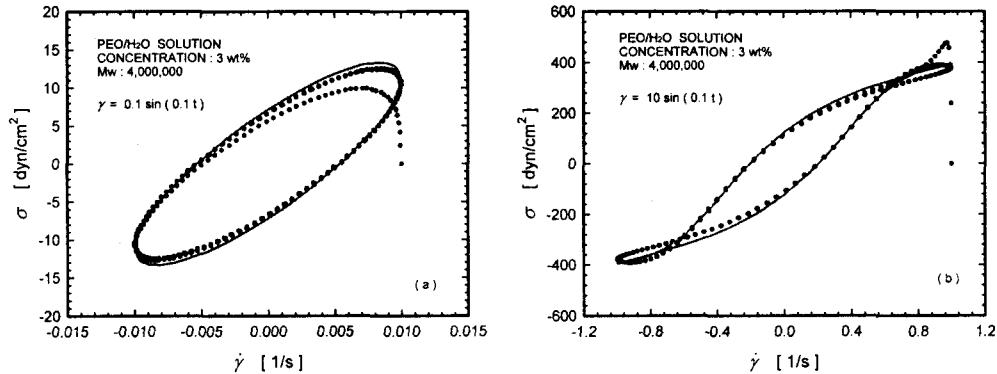 20
15
10
5
0
-5
-10
-15
-20
σ [ dyn/cm² ]
PEO/H₂O SOLUTION
CONCENTRATION : 3 wt%
Mw : 4,000,000
γ = 0.1 sin ( 0.1 t )
( a )
-0.015 -0.010 -0.005 0.000 0.005 0.010 0.015
γ̇ [ 1/s ]
600
400
200
0
-200
-400
-600
σ [ dyn/cm² ]
PEO/H₂O SOLUTION
CONCENTRATION : 3 wt%
Mw : 4,000,000
γ = 10 sin ( 0.1 t )
( b )
-1.2 -0.8 -0.4 0.0 0.4 0.8 1.2
γ̇ [ 1/s ]